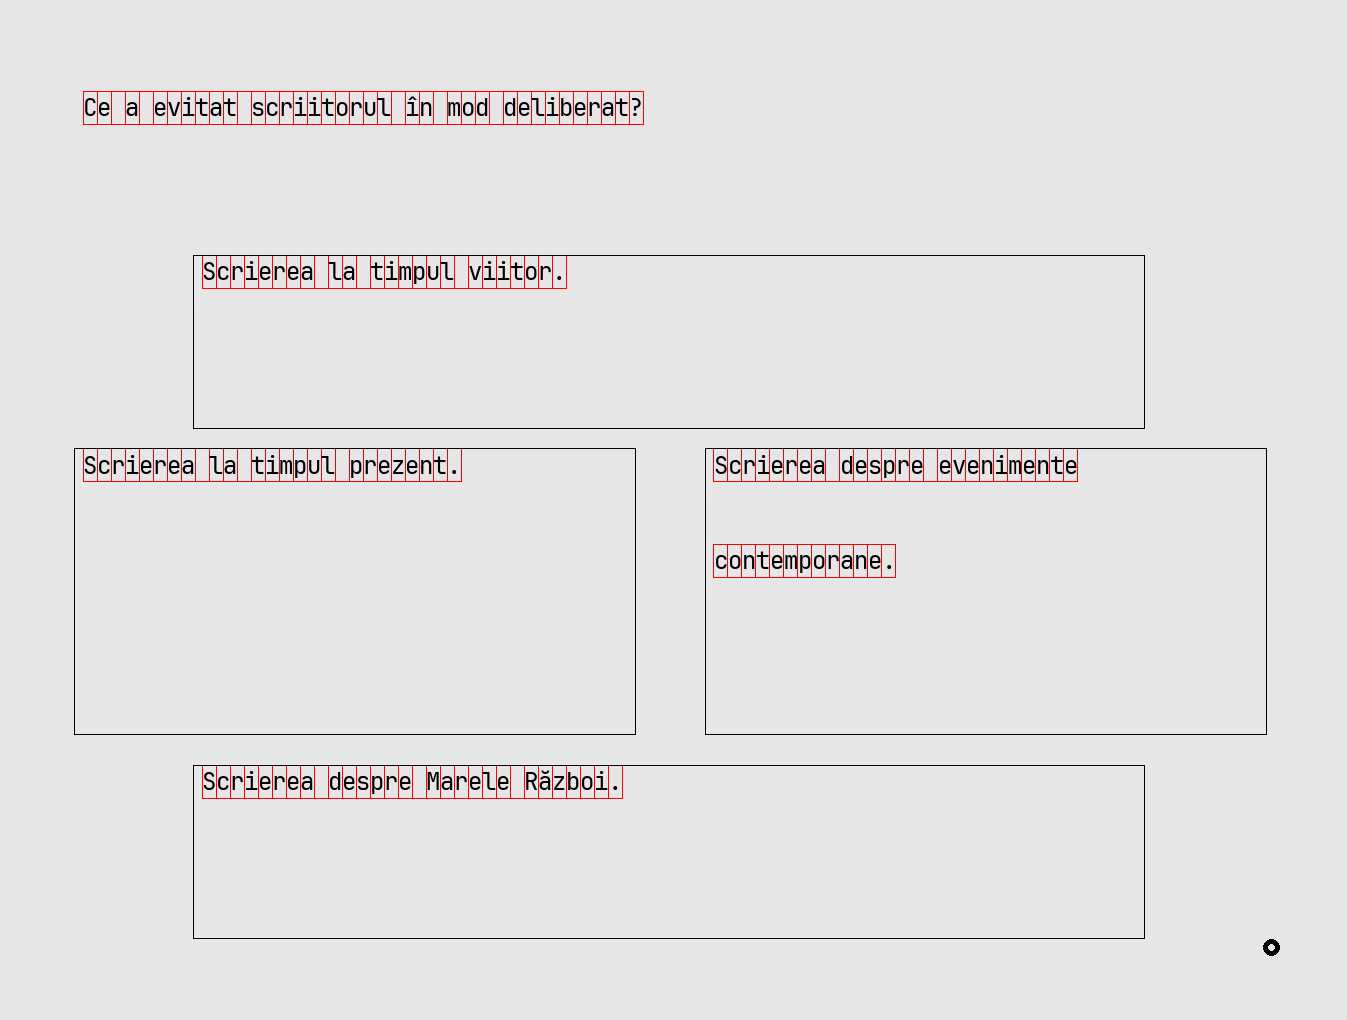 Ce a evitat scriitorul în mod deliberat?
Scrierea la timpul viitor.
Scrierea la timpul prezent.
Scrierea despre evenimente
contemporane.
Scrierea despre Marele Război.